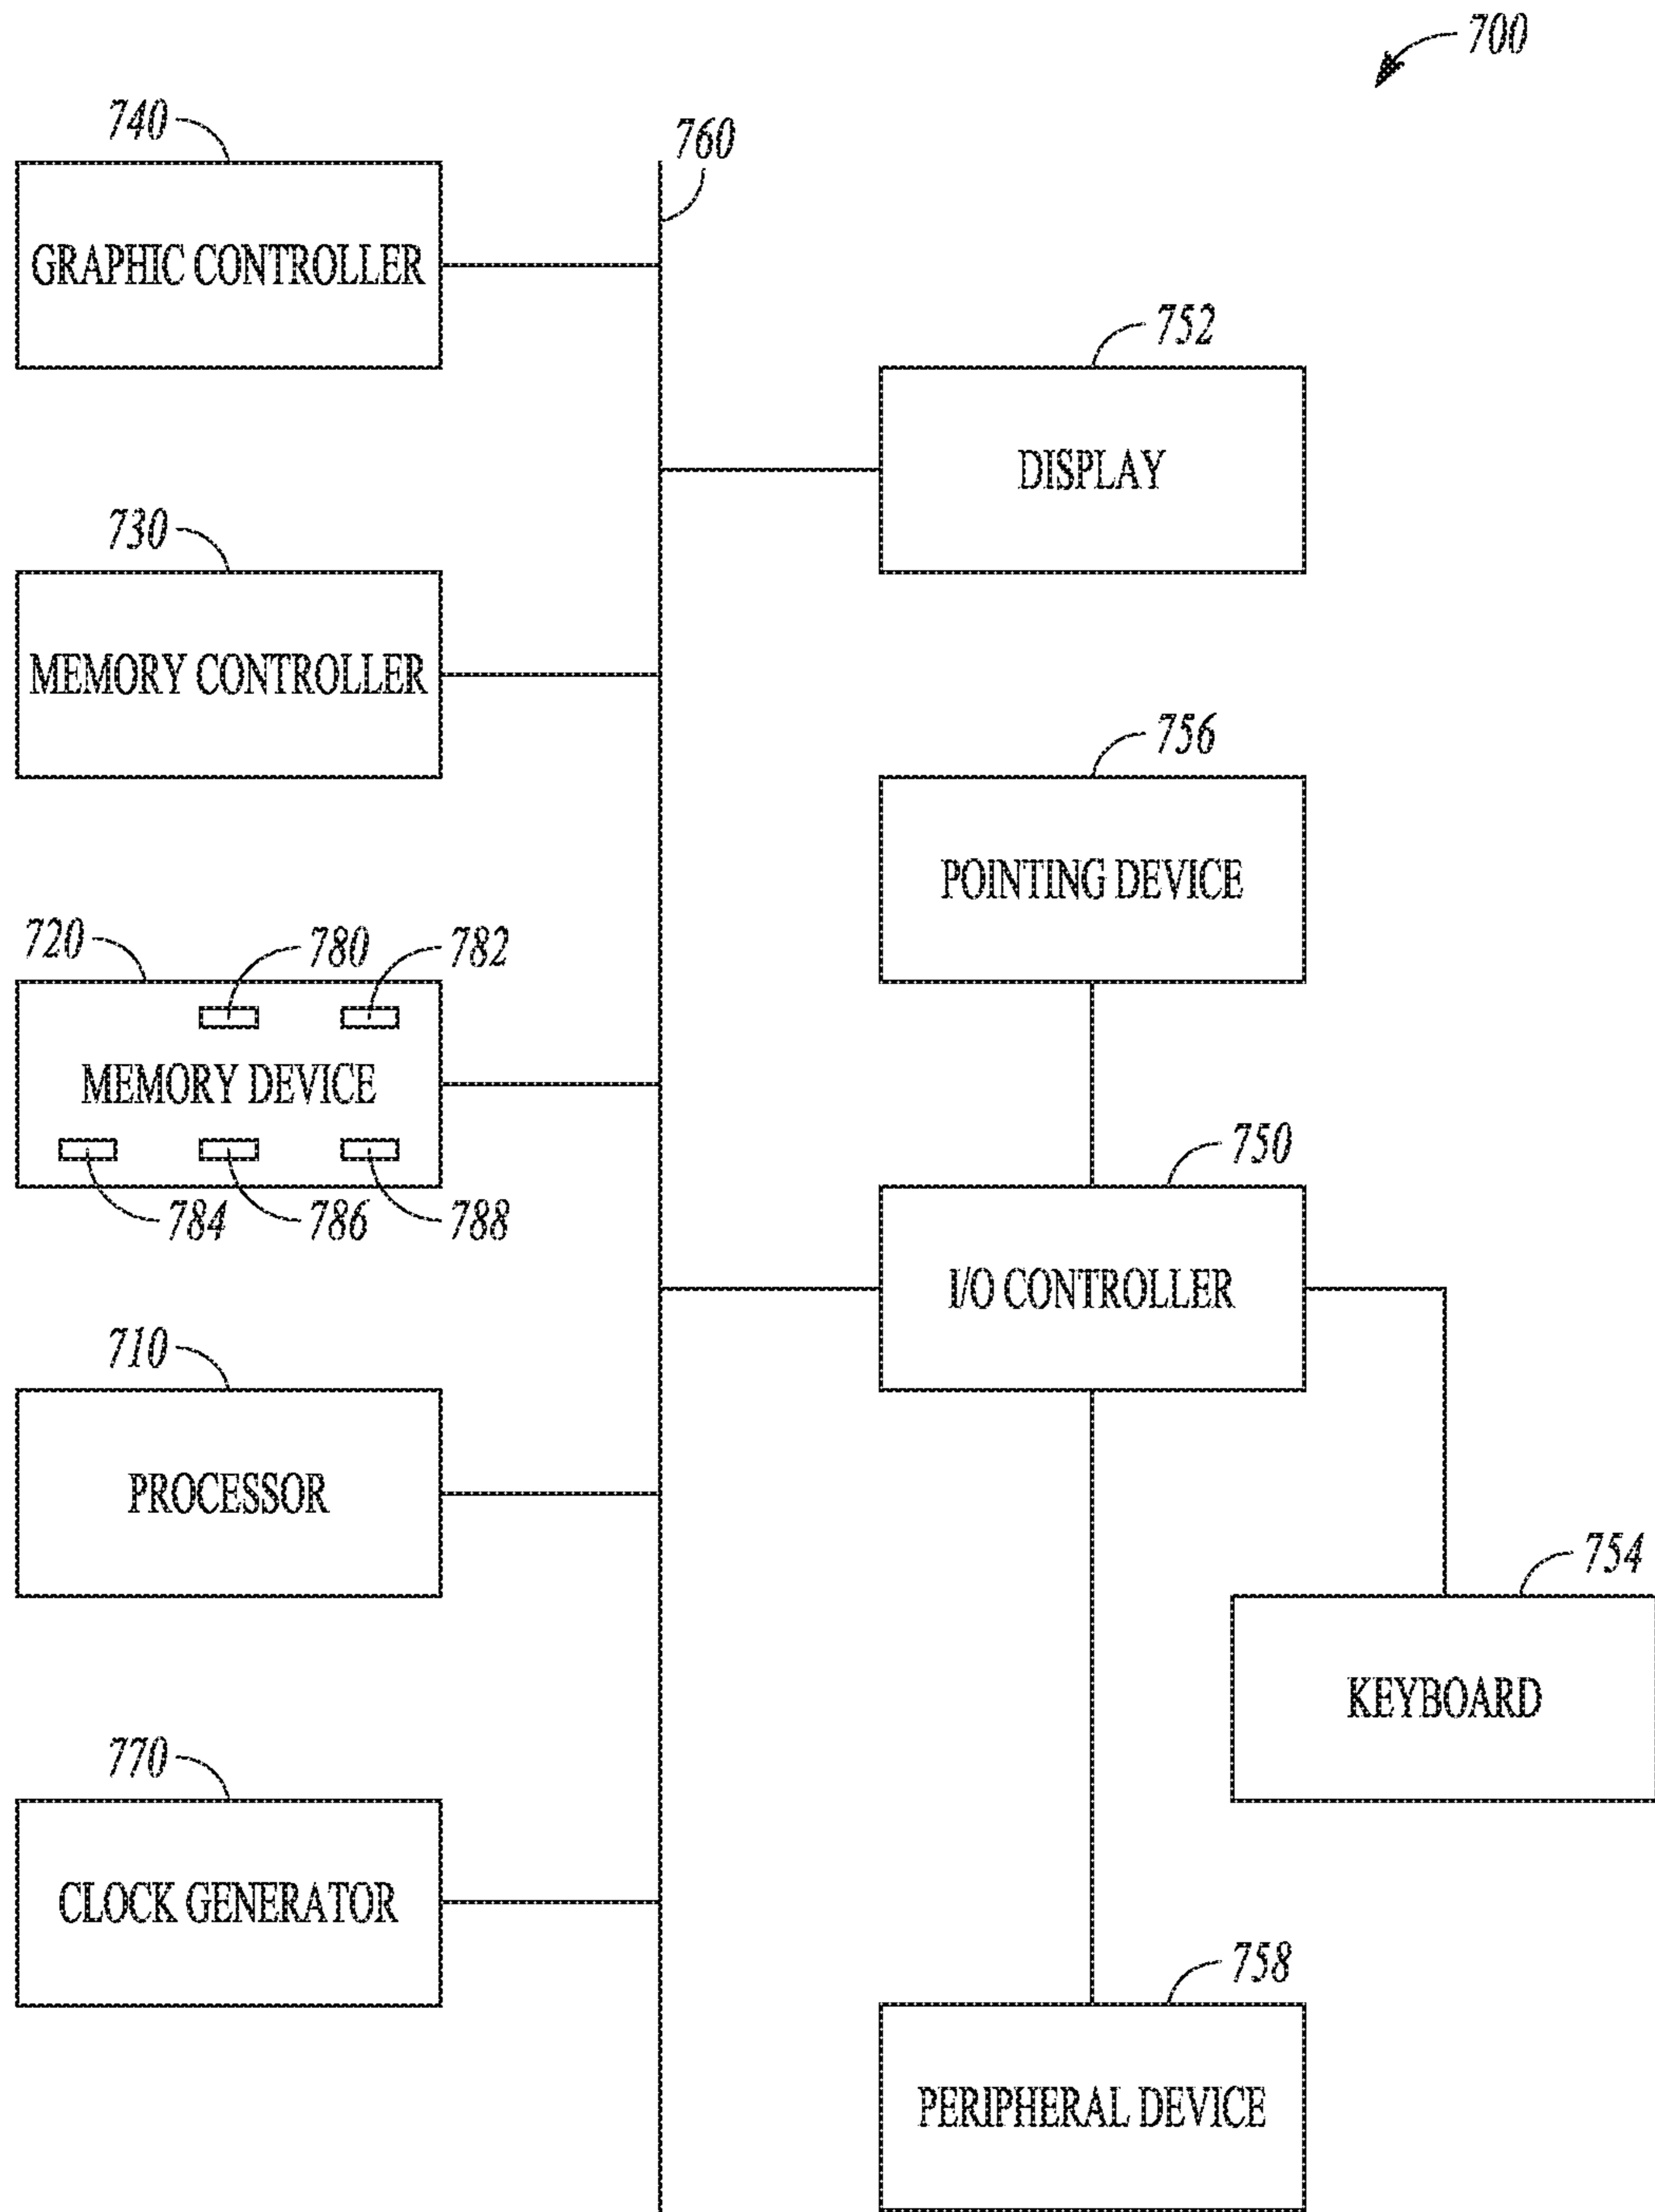 700
740
760
GRAPHIC CONTROLLER
752
DISPLAY
730
MEMORY CONTROLLER
756
POINTING DEVICE
720
780
782
MEMORY DEVICE
784
786
788
750
I/O CONTROLLER
710
PROCESSOR
754
KEYBOARD
770
CLOCK GENERATOR
758
PERIPHERAL DEVICE